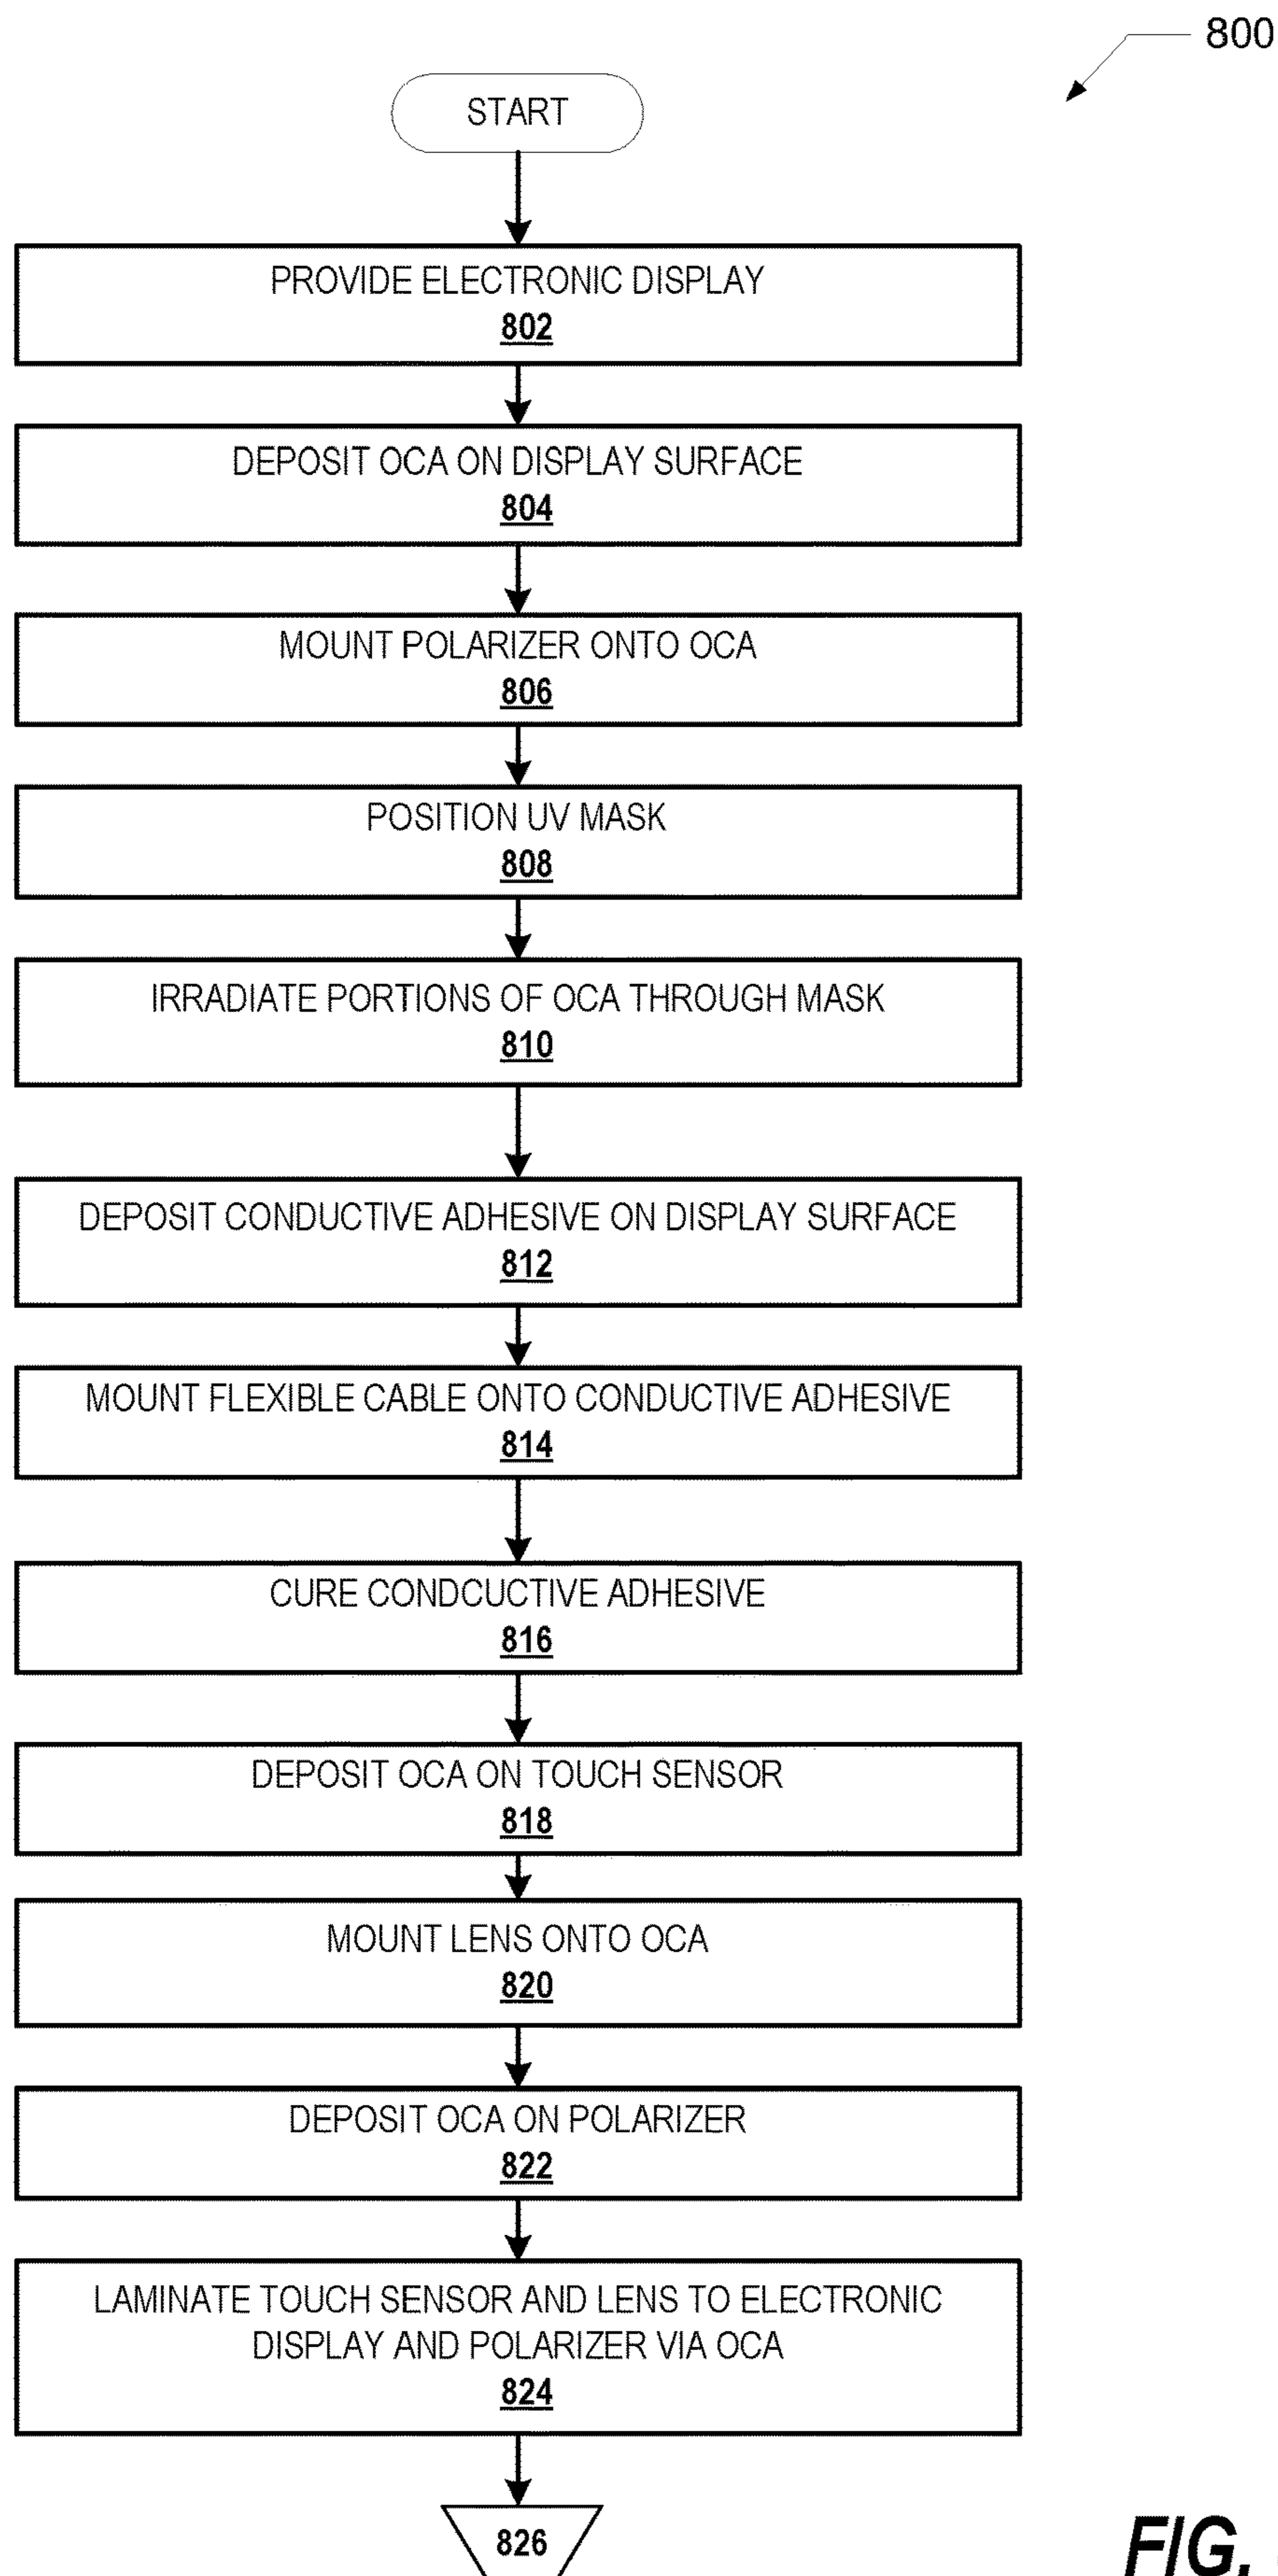 800
START
PROVIDE ELECTRONIC DISPLAY
802
DEPOSIT OCA ON DISPLAY SURFACE
804
MOUNT POLARIZER ONTO OCA
806
POSITION UV MASK
808
IRRADIATE PORTIONS OF OCA THROUGH MASK
810
DEPOSIT CONDUCTIVE ADHESIVE ON DISPLAY SURFACE
812
MOUNT FLEXIBLE CABLE ONTO CONDUCTIVE ADHESIVE
814
CURE CONDCUCTIVE ADHESIVE
816
DEPOSIT OCA ON TOUCH SENSOR
818
MOUNT LENS ONTO OCA
820
DEPOSIT OCA ON POLARIZER
822
LAMINATE TOUCH SENSOR AND LENS TO ELECTRONIC
DISPLAY AND POLARIZER VIA OCA
824
826
FIG.